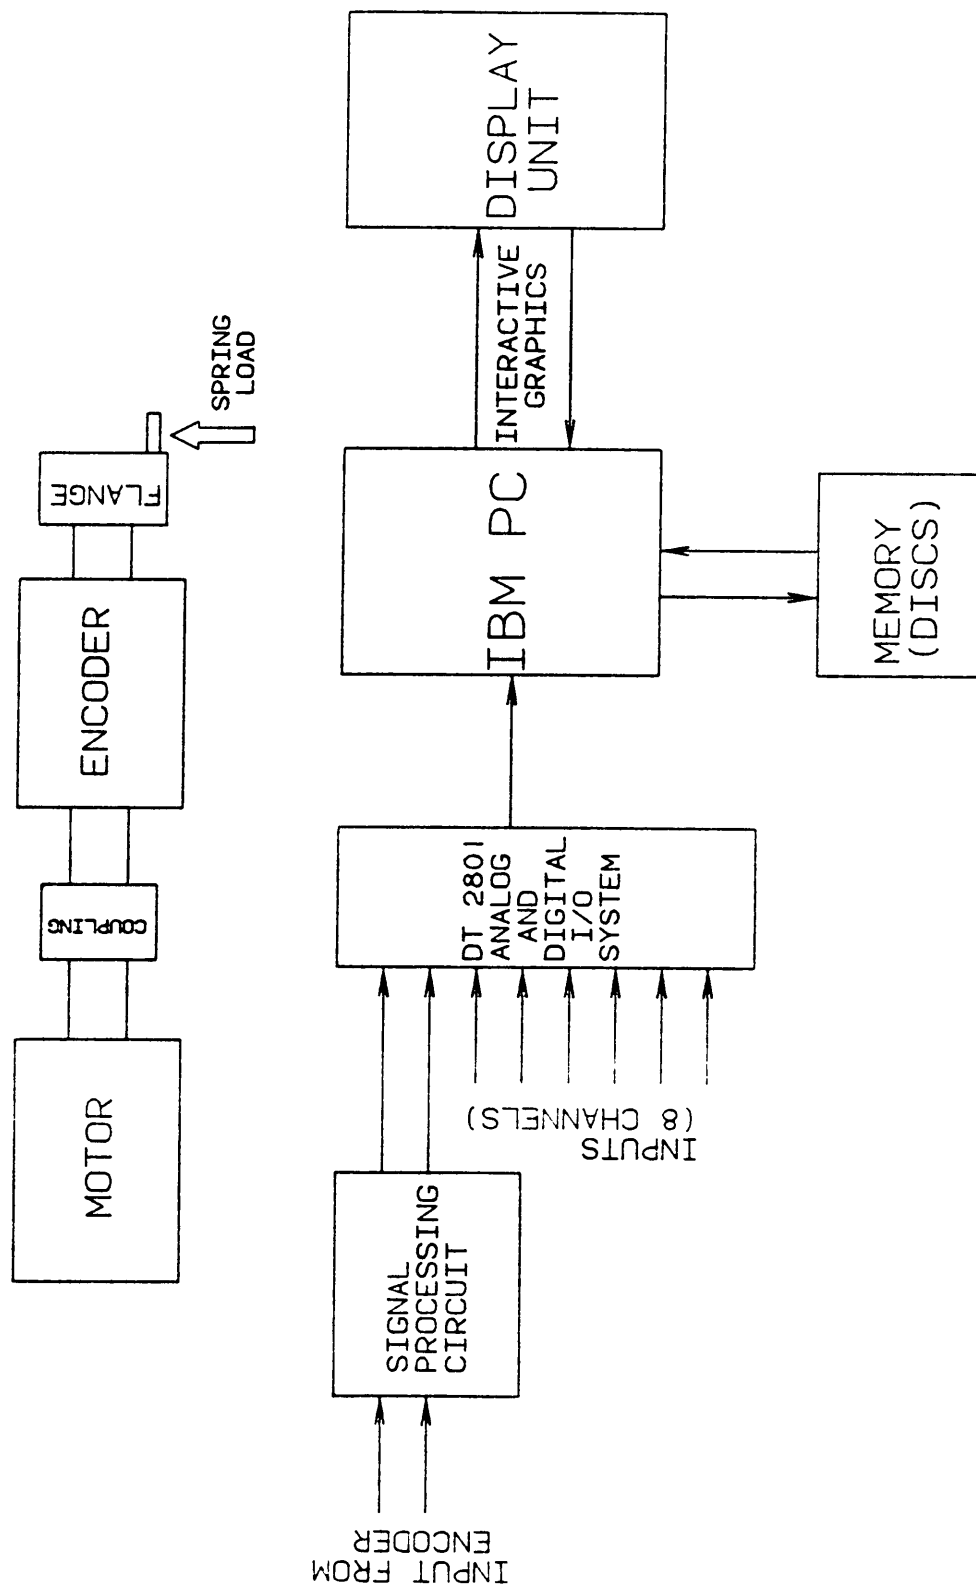 MOTOR
COUPLING
ENCODER
FLANGE
SPRING
LOAD
INPUT FROM
ENCODER
SIGNAL
PROCESSING
CIRCUIT
INPUTS
(8 CHANNELS)
DT 2801
ANALOG
AND
DIGITAL
I/O
SYSTEM
IBM PC
INTERACTIVE
GRAPHICS
DISPLAY
UNIT
MEMORY
(DISCS)